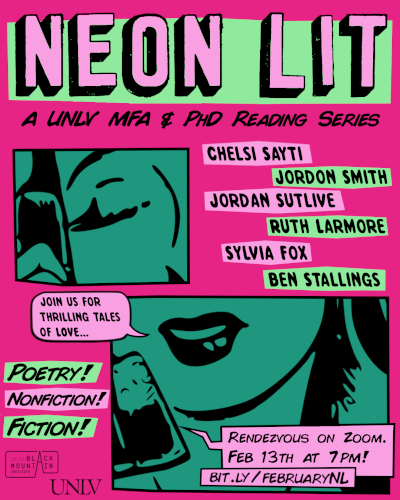 NEON LIT
A UNLV MFA & PhD Reading Series
CHELSI SAYTI
JORDON SMITH
JORDAN SUTLIVE
RUTH LARMORE
SYLVIA FOX
BEN STALLINGS
JOIN US FOR
THRILLING TALES
OF LOVE...
POETRY!
NONFICTION!
FICTION!
RENDEZVOUS ON ZOOM.
FEB 13TH AT 7PM!
BIT.LY/FEBRUARYNL
BLACK
MOUNTAIN
UNLV